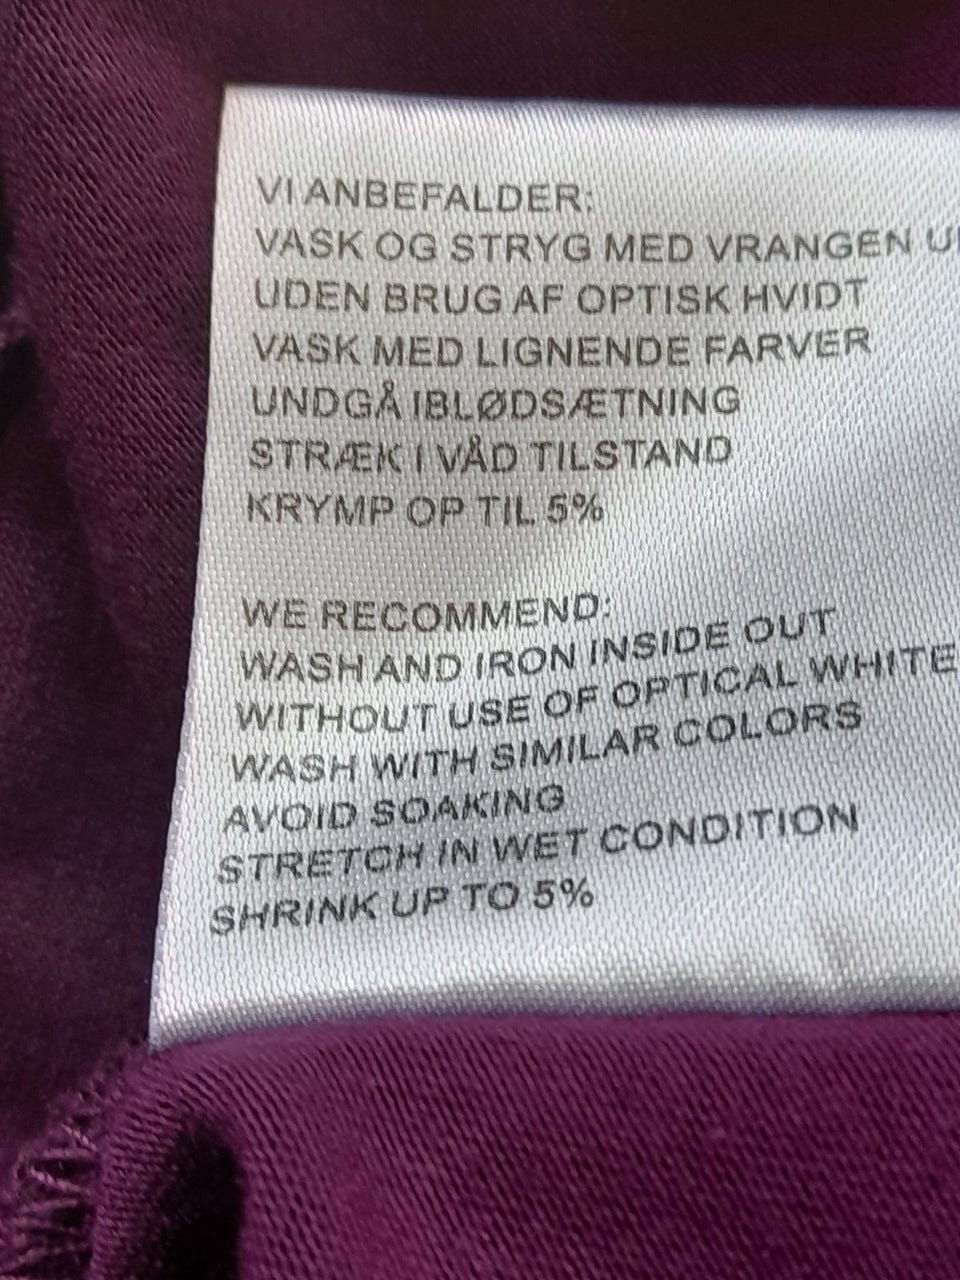 VI ANBEFALDER:
VASK OG STRYG MED VRANGEN
UDEN BRUG AF OPTISK HVIDT
VASK MED LIGNENDE FARVER
UNDGÅ IBLØDSÆTNING
STRÆK I VÅD TILSTAND
KRYMP OP TIL 5%
WE RECOMMEND:
WASH AND IRON INSIDE OUT
WITHOUT USE OF OPTICAL WHITE
WASH WITH SIMILAR COLORS
AVOID SOAKING
STRETCH IN WET CONDITION
SHRINK UP TO 5%